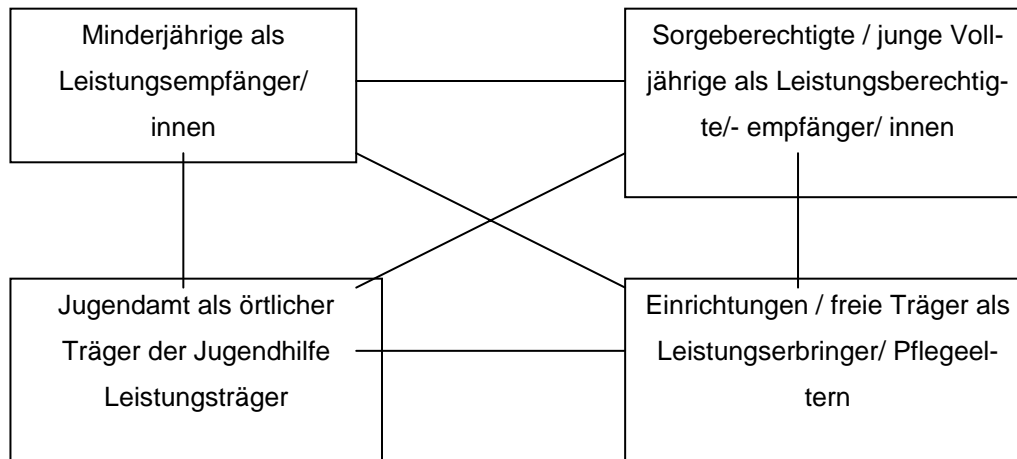 Minderjährige als
Leistungsempfänger/
innen
Sorgeberechtigte / junge Voll-
jährige als Leistungsberechtig-
te/- empfänger/ innen
Jugendamt als örtlicher
Träger der Jugendhilfe
Leistungsträger
Einrichtungen / freie Träger als
Leistungserbringer/ Pflegeel-
tern